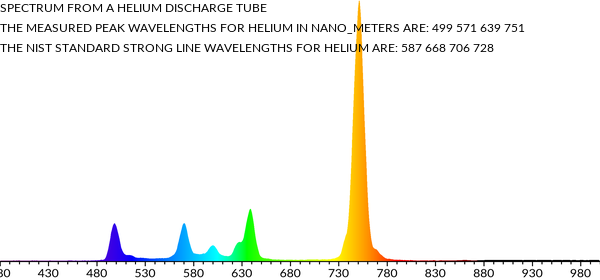 SPECTRUM FROM A HELIUM DISCHARGE TUBE
THE MEASURED PEAK WAVELENGTHS FOR HELIUM IN NANO_METERS ARE: 499 571 639 751
THE NIST STANDARD STRONG LINE WAVELENGTHS FOR HELIUM ARE: 587 668 706 728
430 480 530 580 630 680 730 780 830 880 930 980